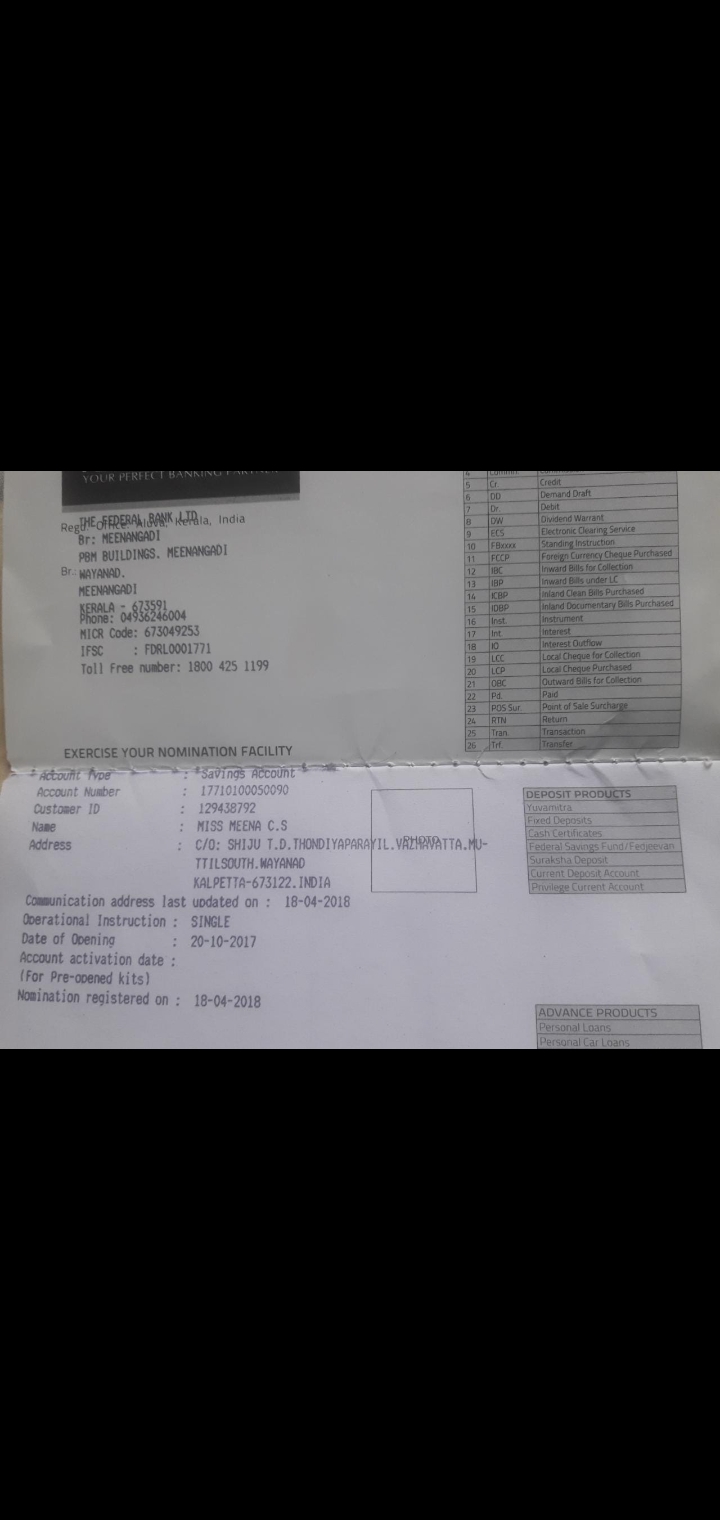 YOUR PERFECT BANKING PARTNER
Regd. Office: Aluva, Kerala, India
THE FEDERAL BANK LTD
Br: MEENANGADI
PBM BUILDINGS. MEENANGADI
Br.:
WAYANAD.
MEENANGADI
KERALA - 673591
Phone: 04936246004
MICR Code: 673049253
IFSC : FDRL0001771
Toll Free number: 1800 425 1199
EXERCISE YOUR NOMINATION FACILITY
5 Cr. Credit
6 DD Demand Draft
7 Dr. Debit
8 DW Dividend Warrant
9 ECS Electronic Clearing Service
10 FBxxxx Standing Instruction
11 FCCP Foreign Currency Cheque Purchased
12 IBC Inward Bills for Collection
13 IBP Inward Bills under LC
14 ICBP Inland Clean Bills Purchased
15 IDBP Inland Documentary Bills Purchased
16 Inst. Instrument
17 Int. Interest
18 IO Interest Outflow
19 LCC Local Cheque for Collection
20 LCP Local Cheque Purchased
21 OBC Outward Bills for Collection
22 Pd. Paid
23 POS Sur. Point of Sale Surcharge
24 RTN Return
25 Tran. Transaction
26 Trf. Transfer
Account Type : Savings Account
Account Number : 17710100050090
Customer ID : 129438792
Name : MISS MEENA C.S
Address : C/O: SHIJU T.D.THONDIYAPARAYIL.VAZHAVATTA.MU-
TTILSOUTH.WAYANAD
KALPETTA-673122.INDIA
PHOTO
Communication address last updated on : 18-04-2018
Operational Instruction : SINGLE
Date of Opening : 20-10-2017
Account activation date :
(For Pre-opened kits)
Nomination registered on : 18-04-2018
DEPOSIT PRODUCTS
Yuvamitra
Fixed Deposits
Cash Certificates
Federal Savings Fund/Fedjeevan
Suraksha Deposit
Current Deposit Account
Privilege Current Account
ADVANCE PRODUCTS
Personal Loans
Personal Car Loans